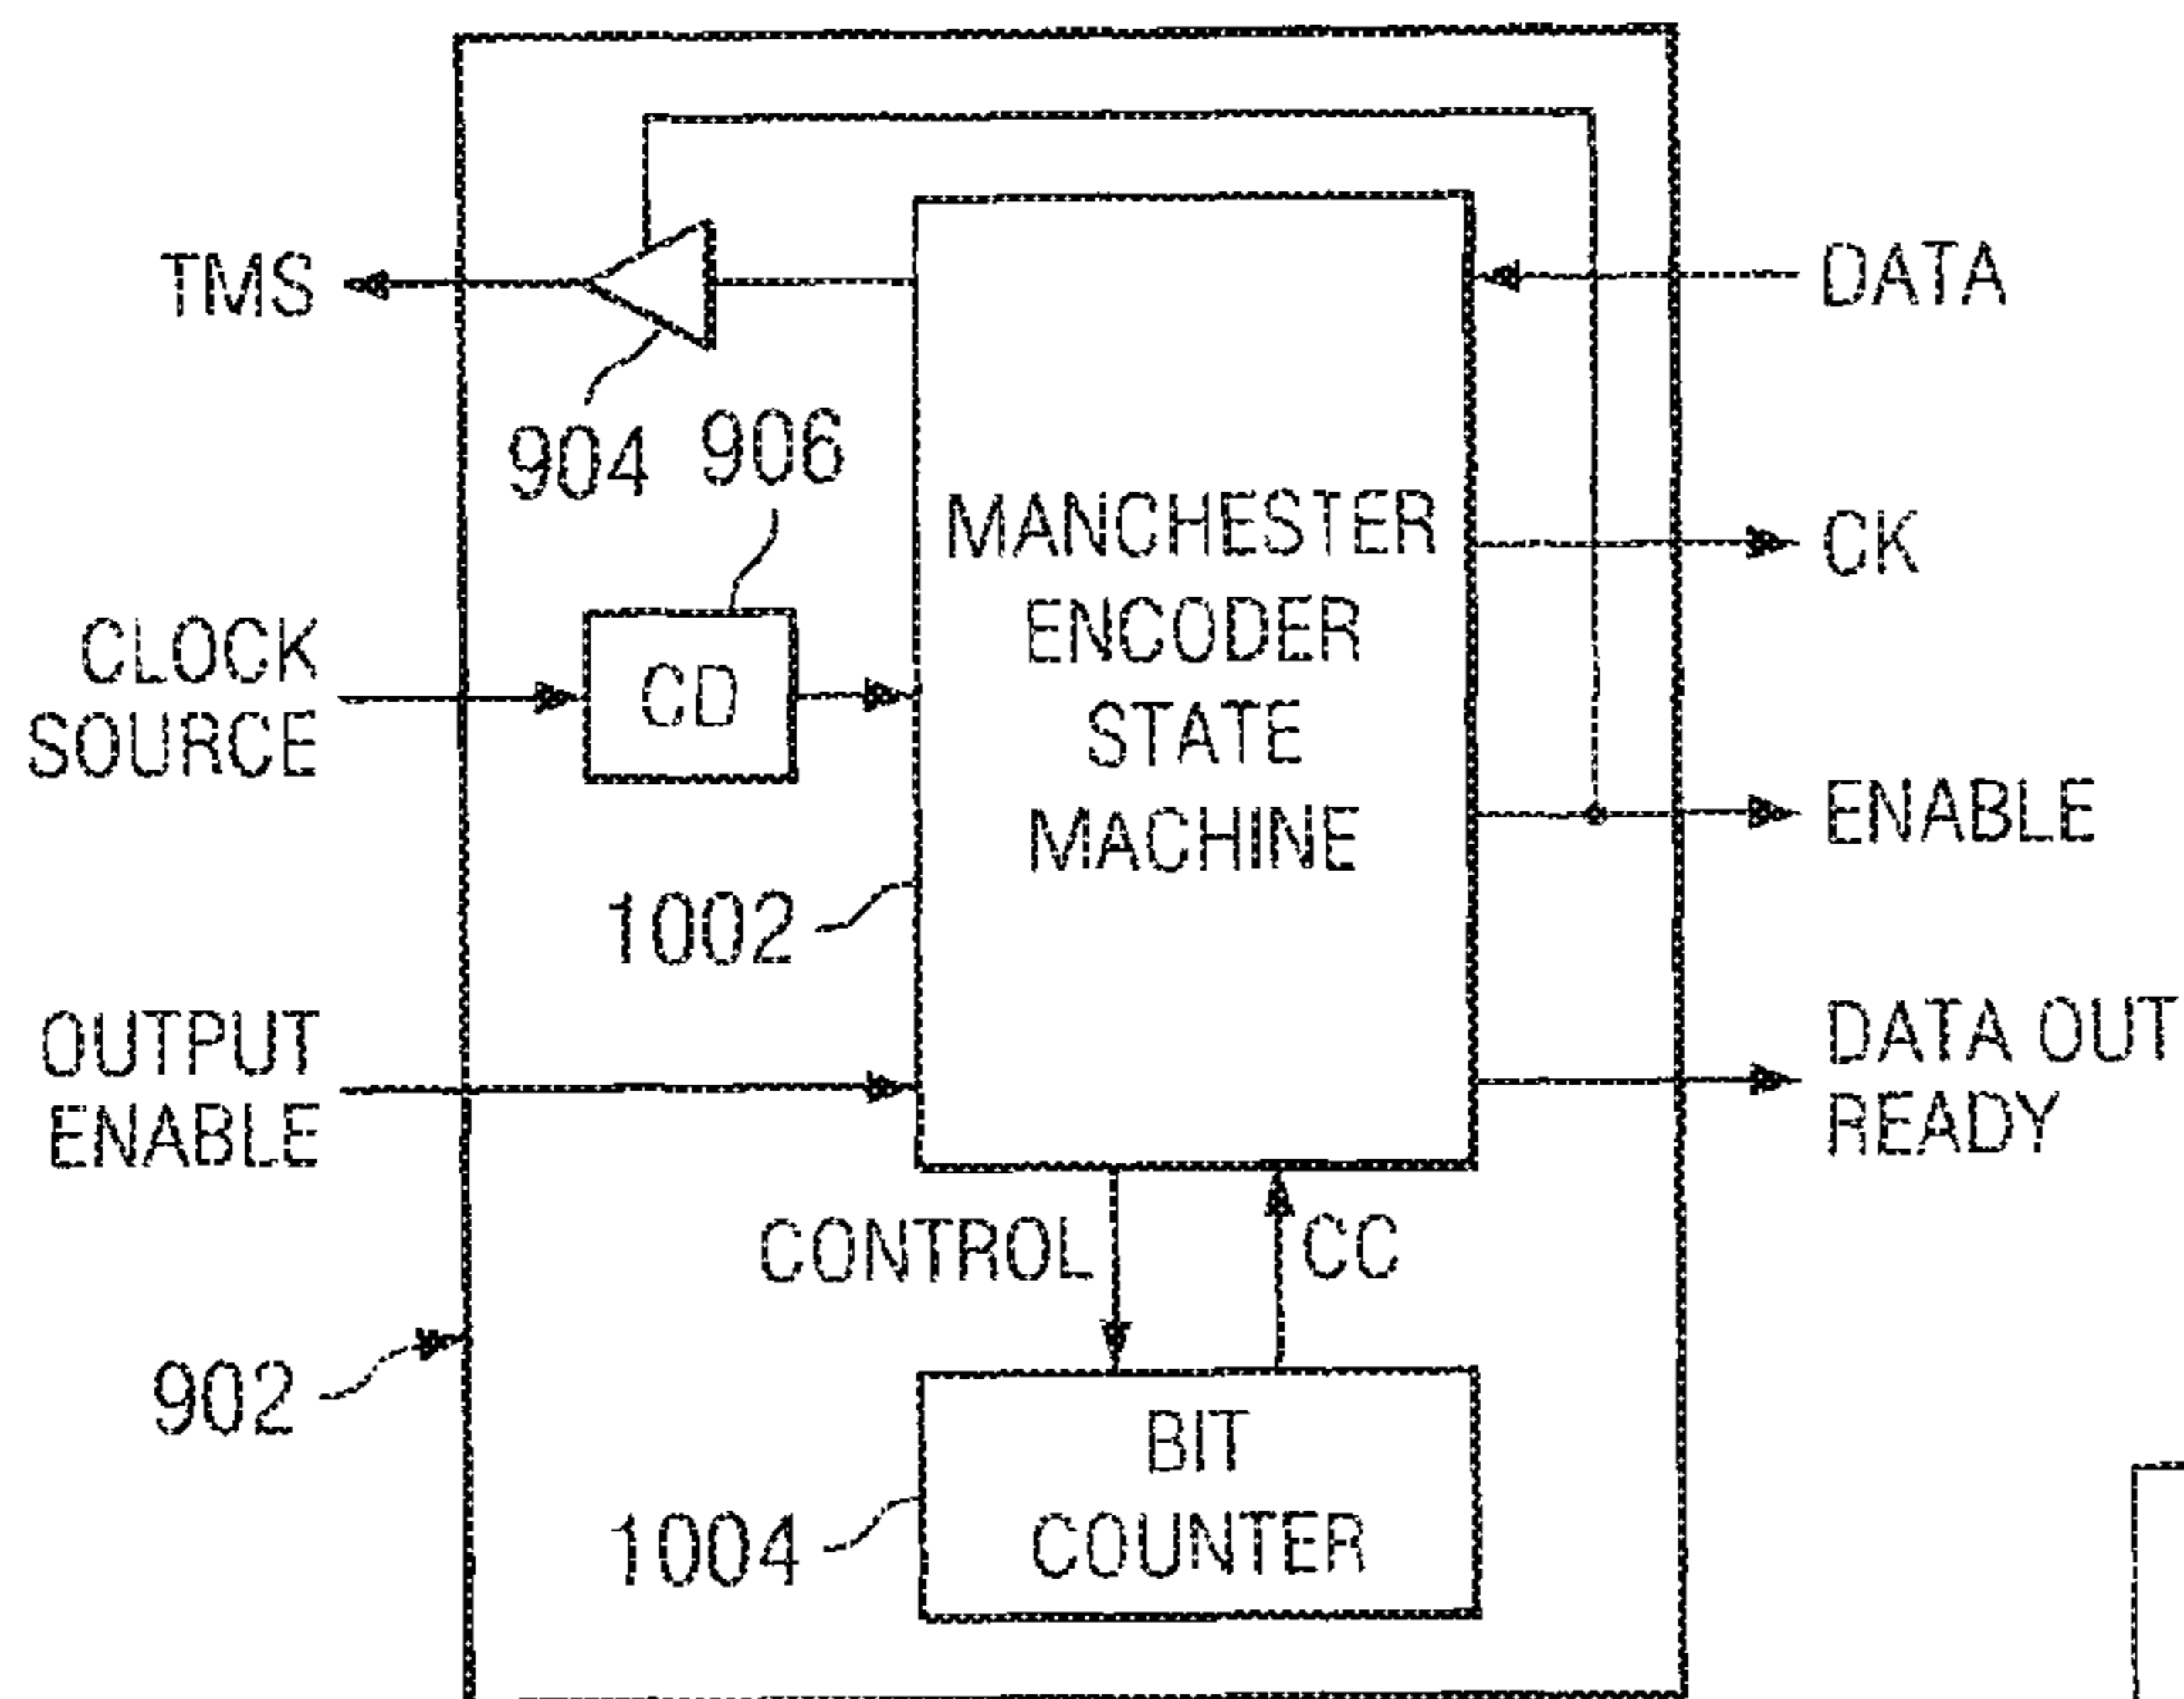 TMS
DATA
904
906
MANCHESTER
ENCODER
STATE
MACHINE
CK
CLOCK
SOURCE
CD
ENABLE
1002
OUTPUT
ENABLE
DATA OUT
READY
CONTROL
CC
902
BIT
COUNTER
1004